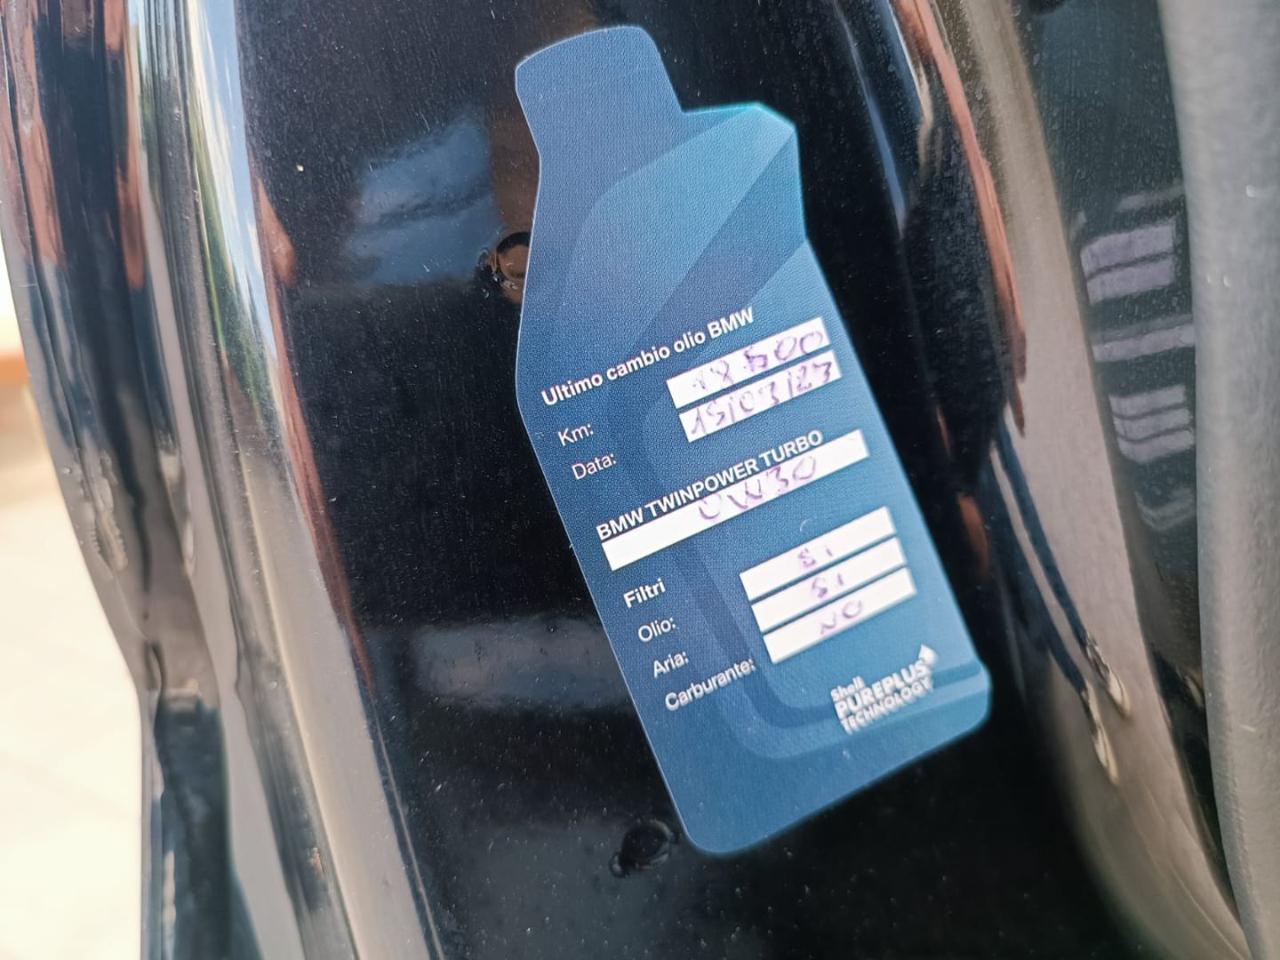 Ultimo cambio olio BMW
Km:
Data: 15/03/23
BMW TWINPOWER TURBO
0W30
Filtri
Olio: Si
Aria: Si
Carburante: NO
Shell
PUREPLUS
TECHNOLOGY